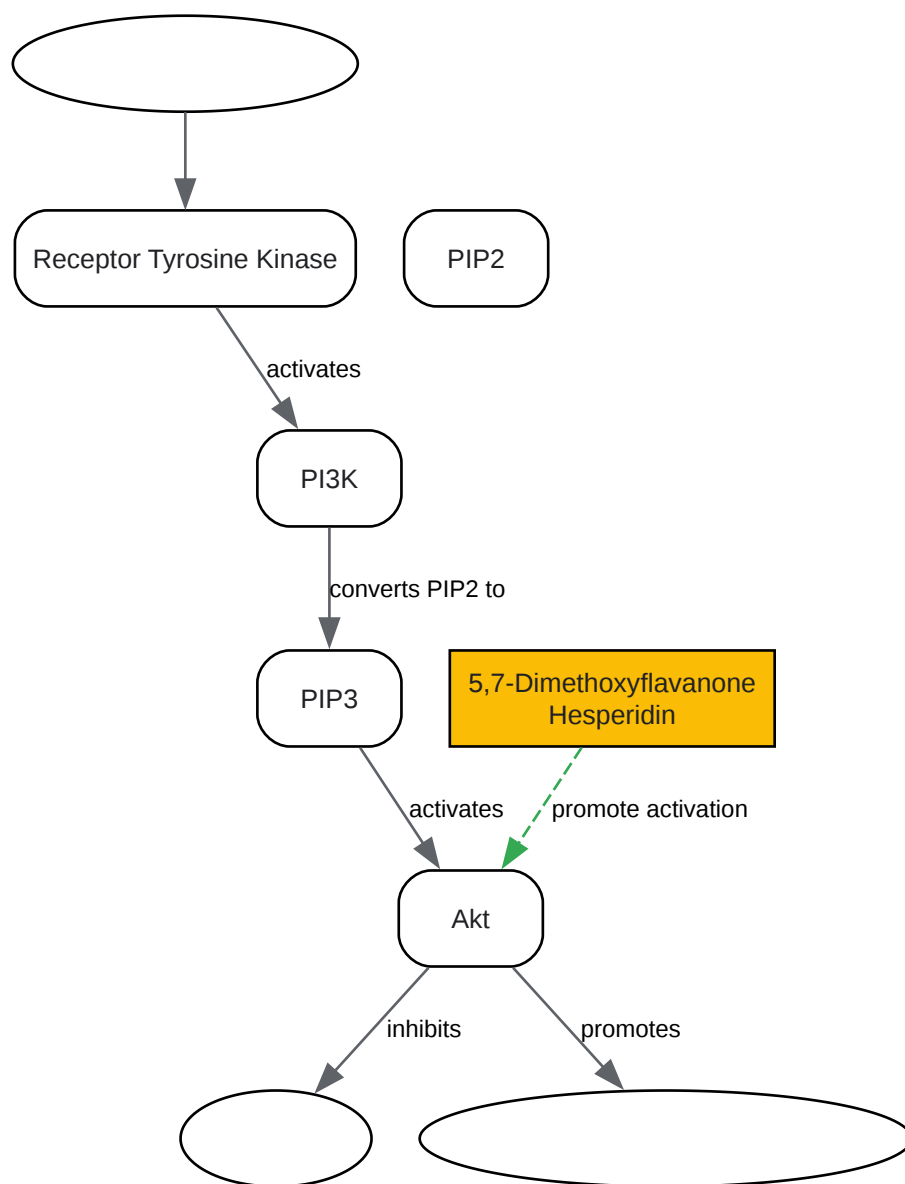 Receptor Tyrosine Kinase
PIP2
activates
PI3K
converts PIP2 to
PIP3
5,7-Dimethoxyflavanone
Hesperidin
activates
promote activation
Akt
inhibits
promotes